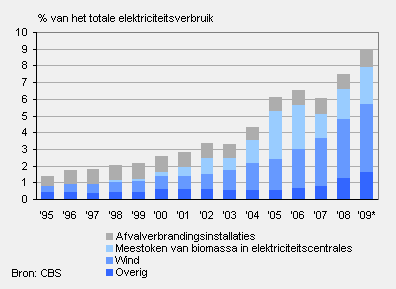 % van het totale elektriciteitsverbruik
10
9
8
7
6
5
4
3
2
1
0
'95 '96 '97 '98 '99 '00 '01 '02 '03 '04 '05 '06 '07 '08 '09*
Afvalverbrandingsinstallaties
Meestoken van biomassa in elektriciteitscentrales
Wind
Overig
Bron: CBS